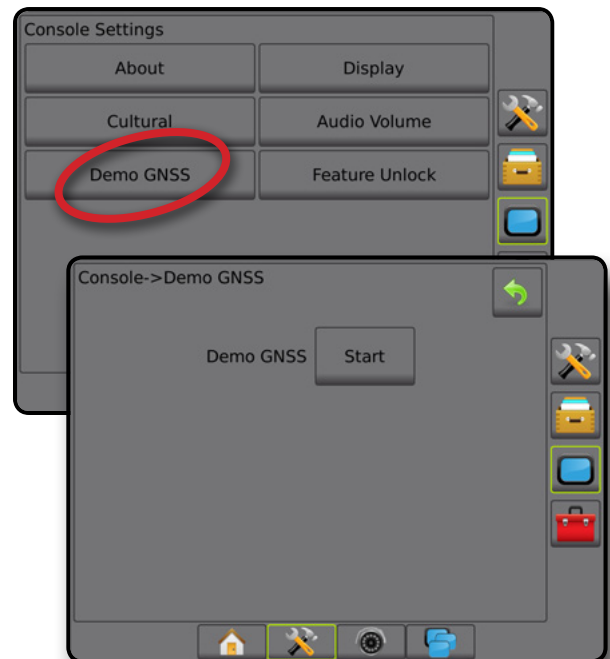 Console Settings
About
Display
Cultural
Audio Volume
Demo GNSS
Feature Unlock
Console->Demo GNSS
Demo GNSS
Start